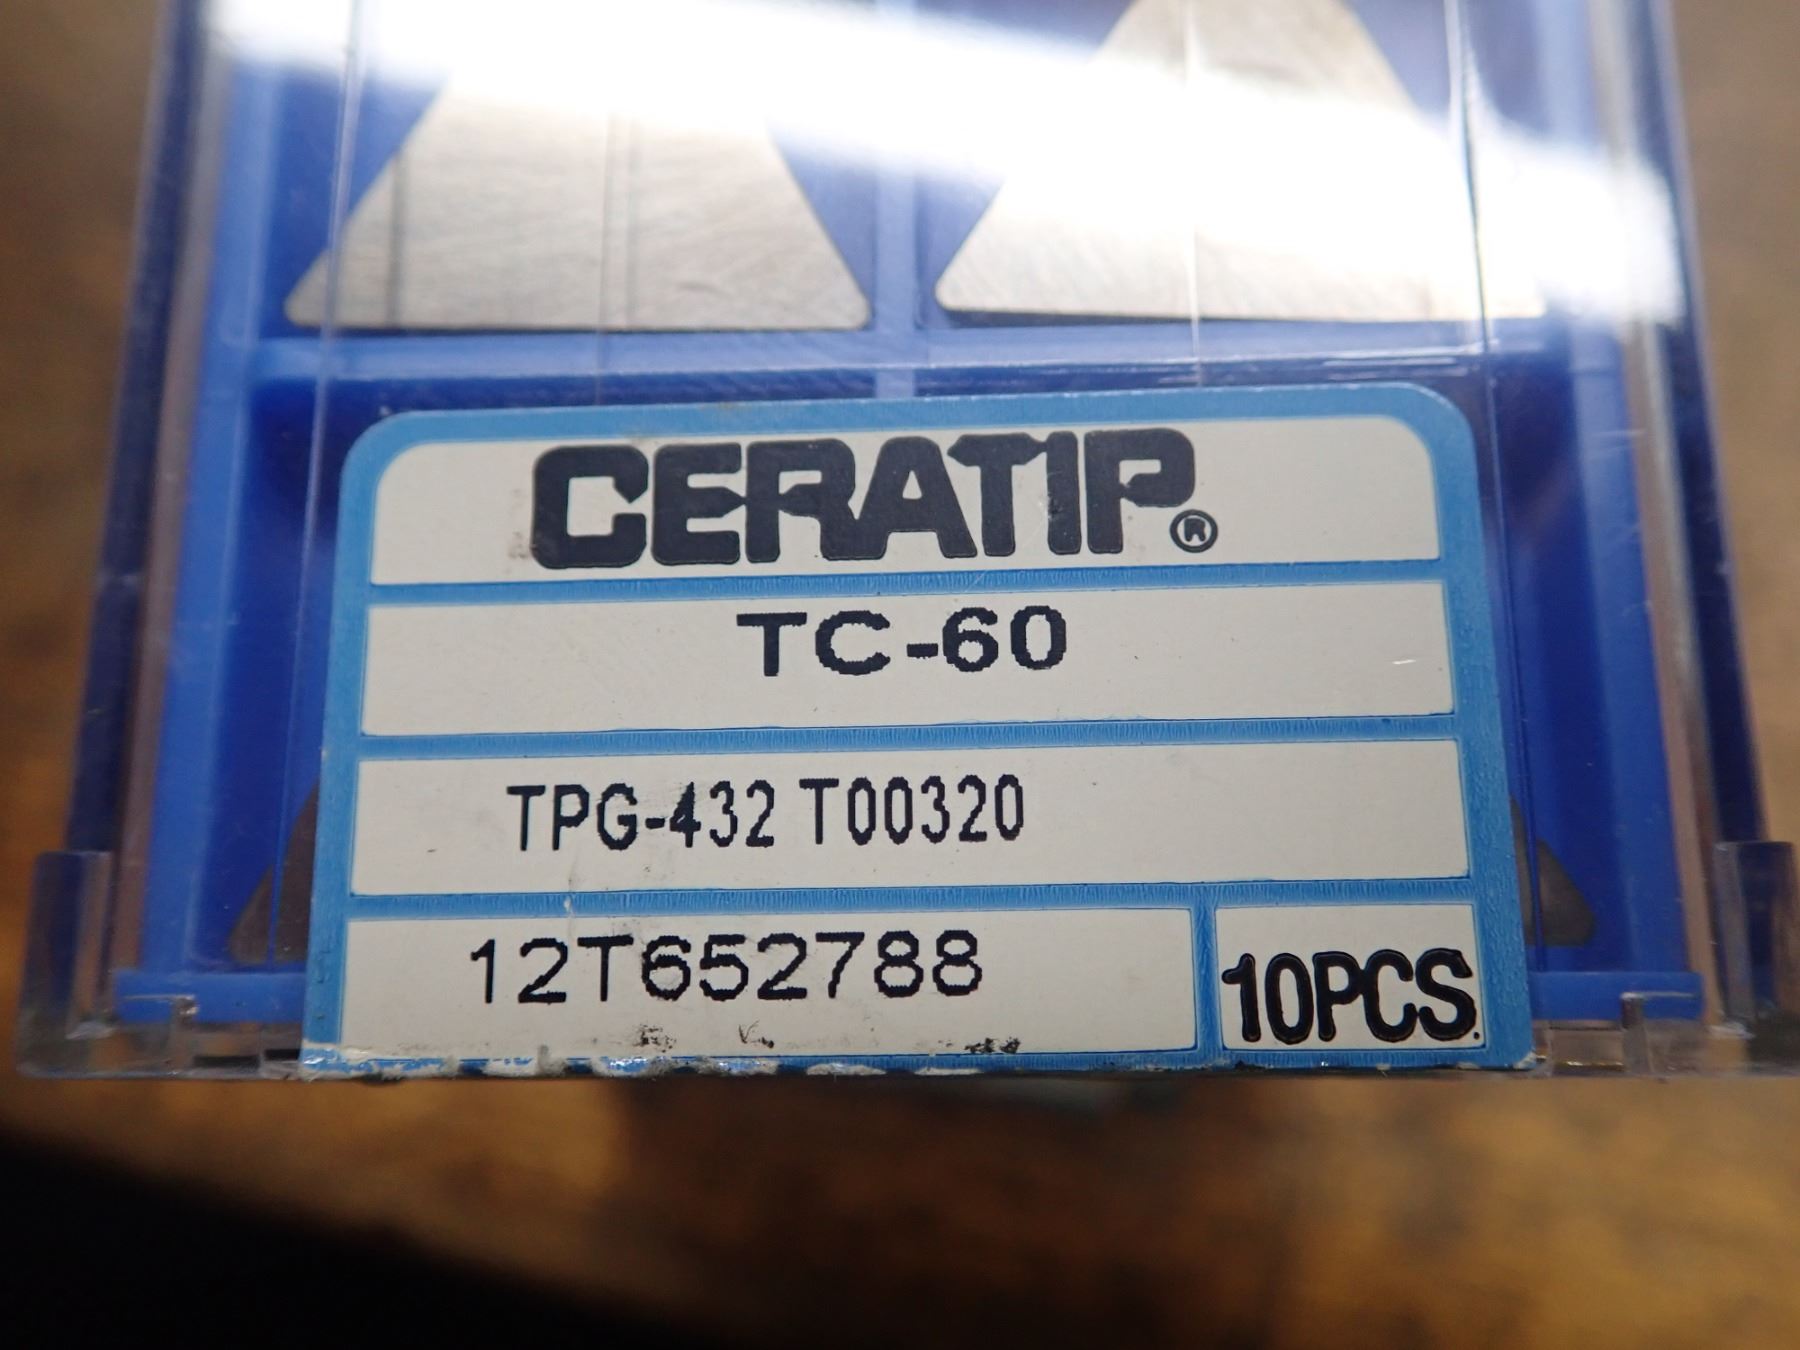 CERATIP®
TC-60
TPG-432 T00320
12T652788
10PCS.